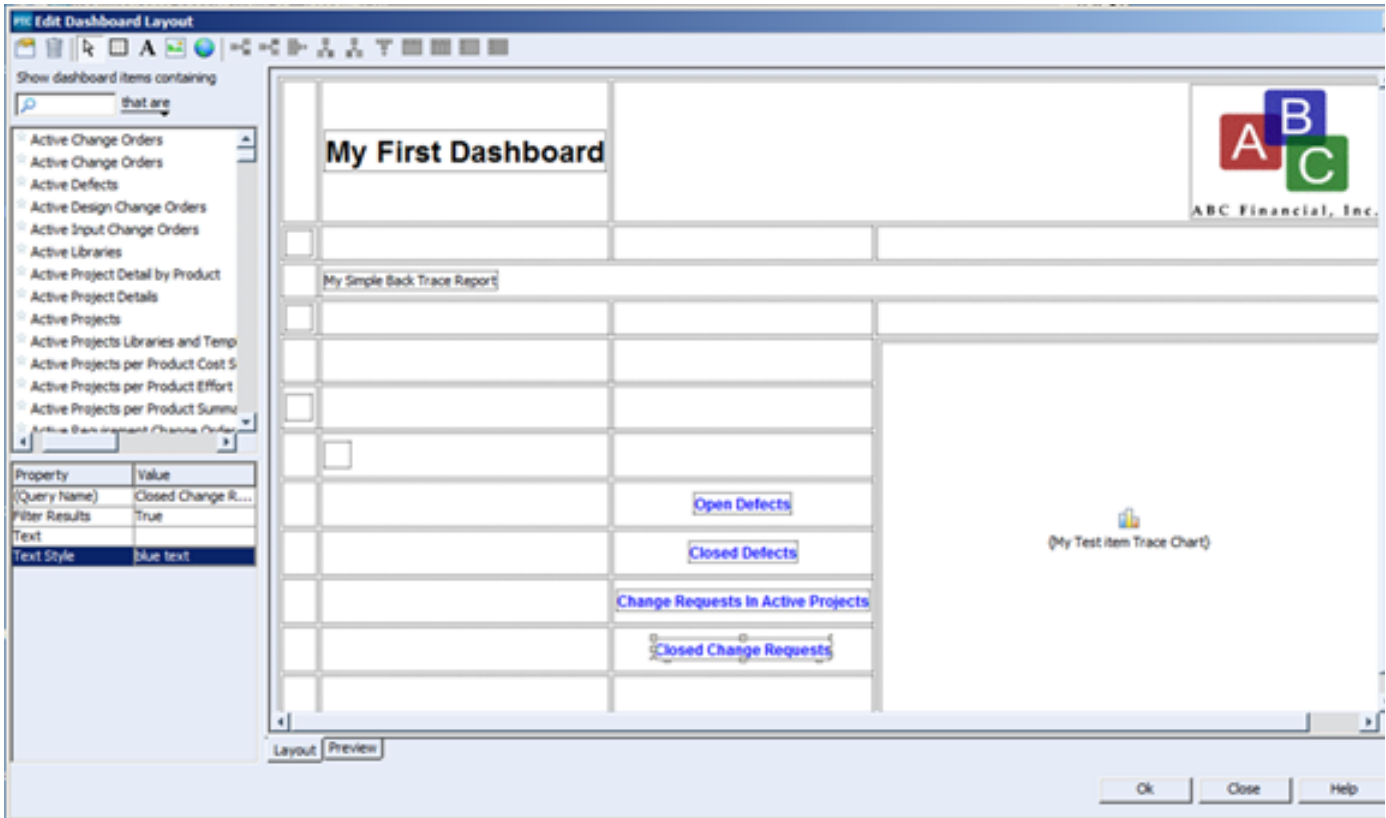 PTC Edit Dashboard Layout
A
Show dashboard items containing
that are
Active Change Orders
Active Change Orders
Active Defects
Active Design Change Orders
Active Input Change Orders
Active Libraries
Active Project Detail by Product
Active Project Details
Active Projects
Active Projects Libraries and Temp
Active Projects per Product Cost S
Active Projects per Product Effort
Active Projects per Product Summa
Active Requirement Change Order
Property Value
(Query Name) Closed Change R...
Filter Results True
Text
Text Style blue text
My First Dashboard
A B C
ABC Financial, Inc.
My Simple Back Trace Report
Open Defects
Closed Defects
Change Requests In Active Projects
Closed Change Requests
{My Test item Trace Chart}
Layout Preview
Ok Close Help